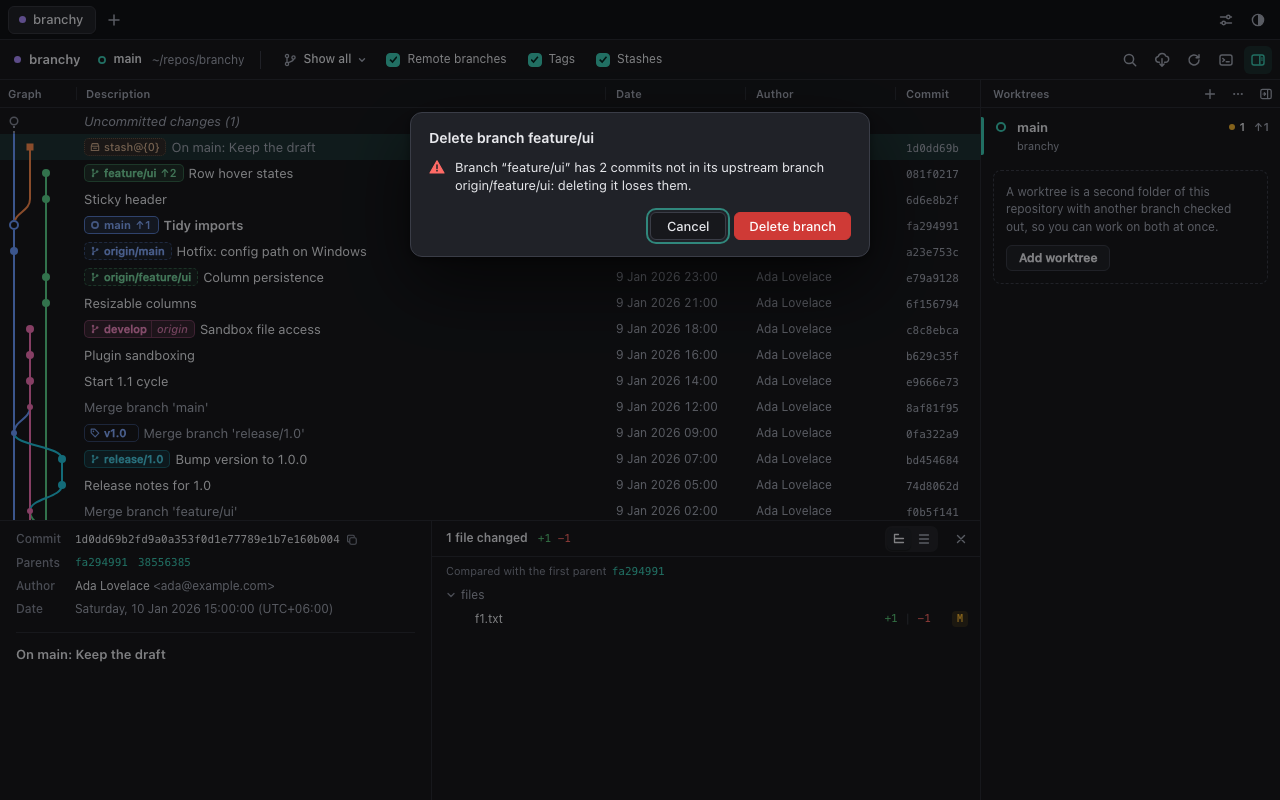 branchy
branchy main ~/repos/branchy Show all Remote branches Tags Stashes
Graph Description Date Author Commit Worktrees
Uncommitted changes (1)
stash@{0} On main: Keep the draft 1d0dd69b
feature/ui ↑2 Row hover states 081f0217
Sticky header 6d6e8b2f
main ↑1 Tidy imports fa294991
origin/main Hotfix: config path on Windows a23e753c
origin/feature/ui Column persistence 9 Jan 2026 23:00 Ada Lovelace e79a9128
Resizable columns 9 Jan 2026 21:00 Ada Lovelace 6f156794
develop origin Sandbox file access 9 Jan 2026 18:00 Ada Lovelace c8c8ebca
Plugin sandboxing 9 Jan 2026 16:00 Ada Lovelace b629c35f
Start 1.1 cycle 9 Jan 2026 14:00 Ada Lovelace e9666e73
Merge branch 'main' 9 Jan 2026 12:00 Ada Lovelace 8af81f95
v1.0 Merge branch 'release/1.0' 9 Jan 2026 09:00 Ada Lovelace 0fa322a9
release/1.0 Bump version to 1.0.0 9 Jan 2026 07:00 Ada Lovelace bd454684
Release notes for 1.0 9 Jan 2026 05:00 Ada Lovelace 74d8062d
Merge branch 'feature/ui' 9 Jan 2026 02:00 Ada Lovelace f0b5f141
Delete branch feature/ui
Branch “feature/ui” has 2 commits not in its upstream branch
origin/feature/ui: deleting it loses them.
Cancel Delete branch
main 1 ↑1
branchy
A worktree is a second folder of this
repository with another branch checked
out, so you can work on both at once.
Add worktree
Commit 1d0dd69b2fd9a0a353f0d1e77789e1b7e160b004
Parents fa294991 38556385
Author Ada Lovelace <ada@example.com>
Date Saturday, 10 Jan 2026 15:00:00 (UTC+06:00)
On main: Keep the draft
1 file changed +1 −1
Compared with the first parent fa294991
files
f1.txt +1 −1 M